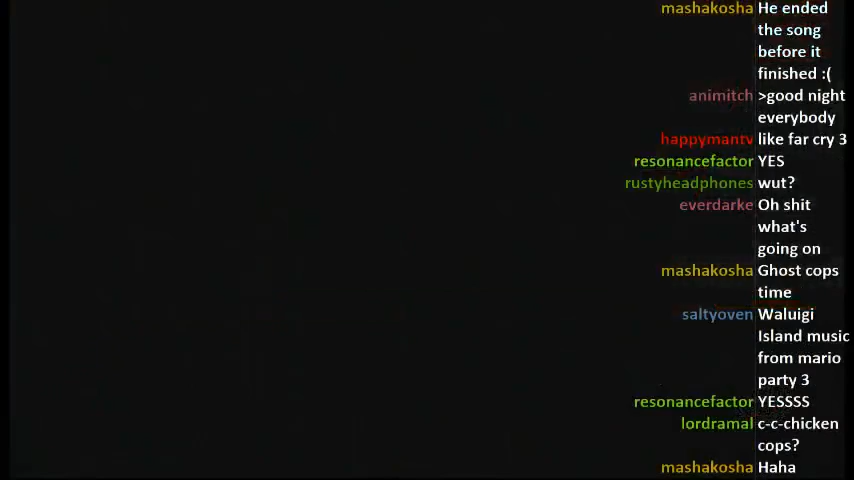 mashakosha He ended
the song
before it
finished :(
animitch >good night
everybody
happymantv like far cry 3
resonancefactor YES
rustyheadphones wut?
everdarke Oh shit
what's
going on
mashakosha Ghost cops
time
saltyoven Waluigi
Island music
from mario
party 3
resonancefactor YESSSS
lordramal c-c-chicken
cops?
mashakosha Haha